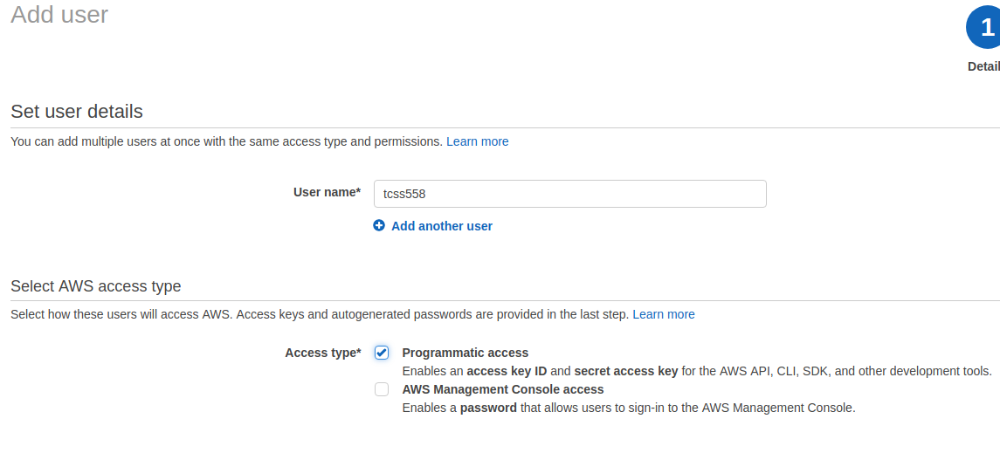 Add user
1
Detail
Set user details
You can add multiple users at once with the same access type and permissions. Learn more
User name* tcss558
Add another user
Select AWS access type
Select how these users will access AWS. Access keys and autogenerated passwords are provided in the last step. Learn more
Access type* Programmatic access
Enables an access key ID and secret access key for the AWS API, CLI, SDK, and other development tools.
AWS Management Console access
Enables a password that allows users to sign-in to the AWS Management Console.